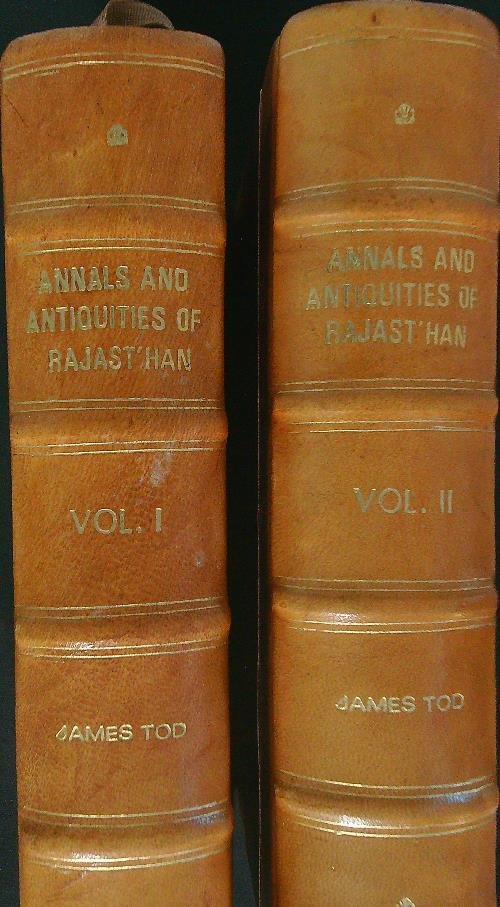 ANNALS AND
ANTIQUITIES OF
RAJAST'HAN
VOL. I
JAMES TOD
ANNALS AND
ANTIQUITIES OF
RAJAST'HAN
VOL. II
JAMES TOD